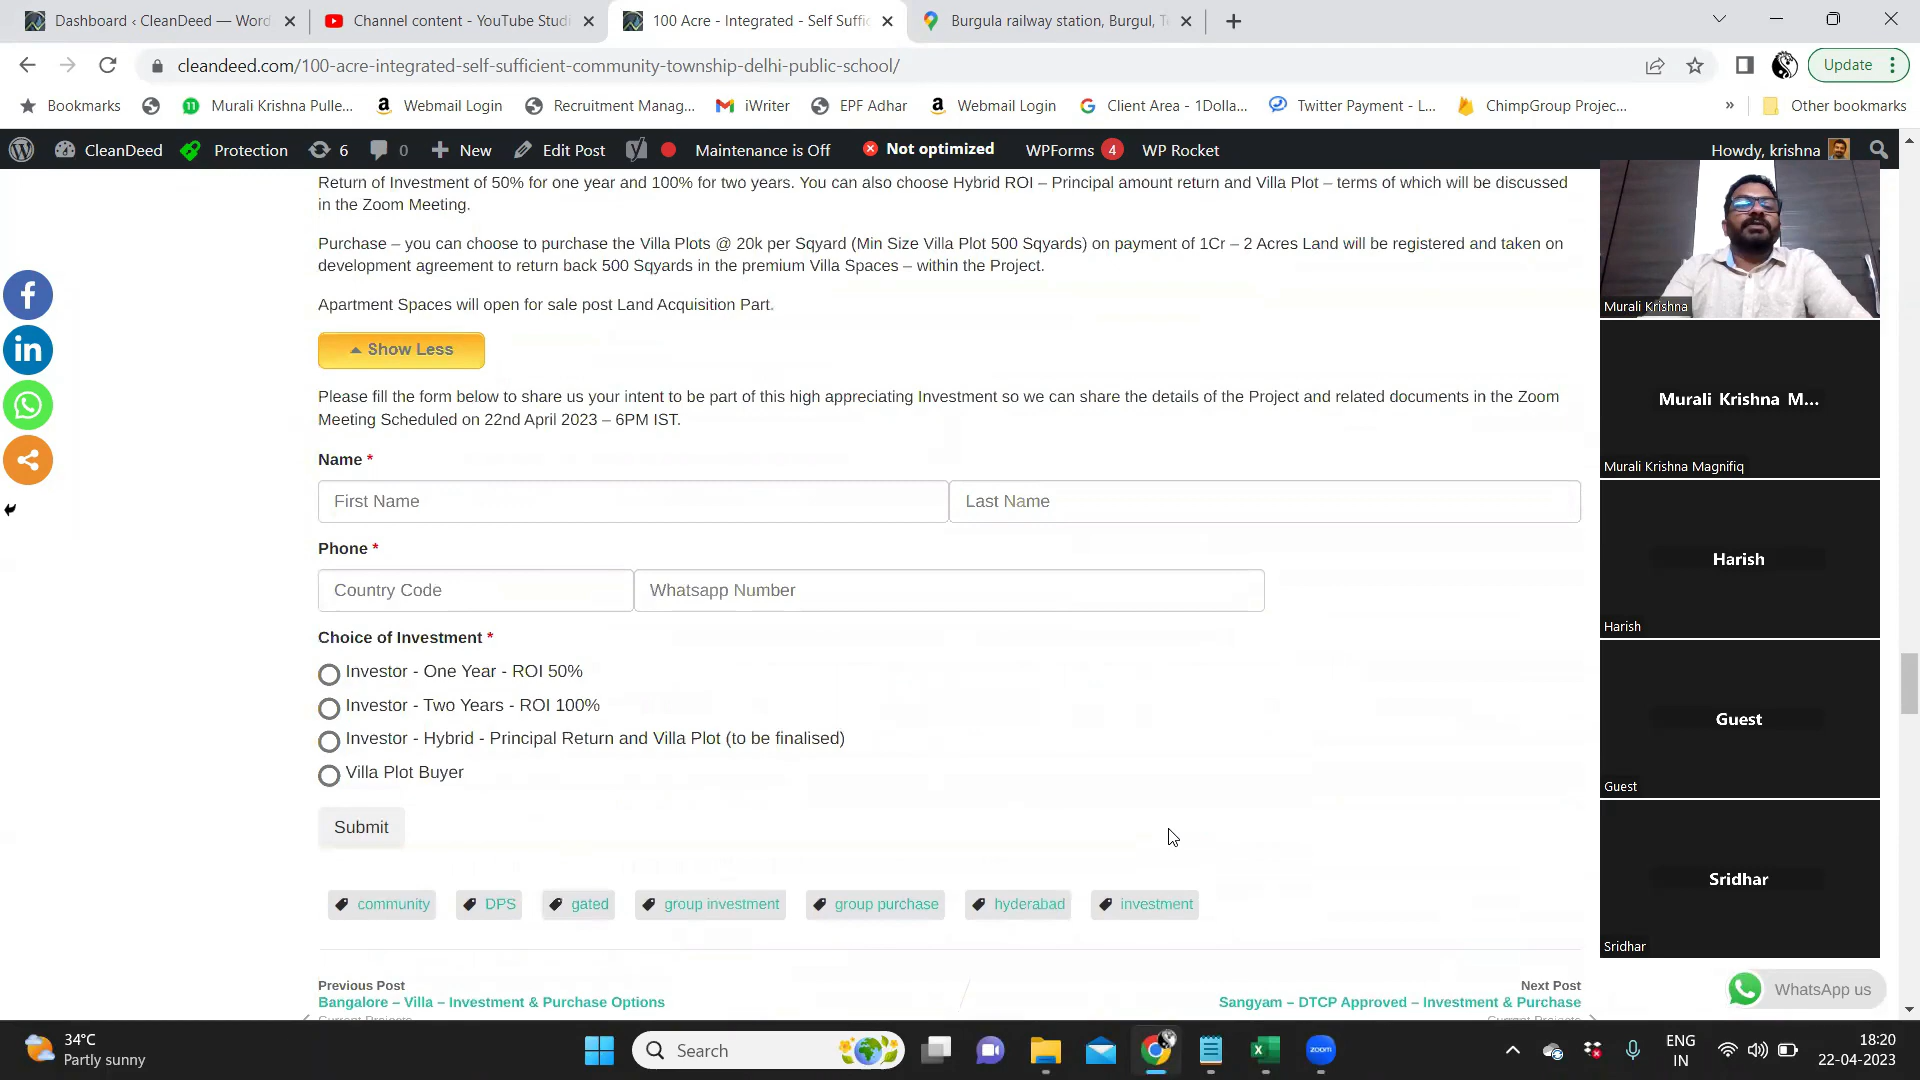 Dashboard ‹ CleanDeed — Word
Channel content - YouTube Studi
100 Acre - Integrated - Self Suffic
Burgula railway station, Burgul, T
cleandeed.com/100-acre-integrated-self-sufficient-community-township-delhi-public-school/
Update
Bookmarks
11
Murali Krishna Pulle...
Webmail Login
Recruitment Manag...
iWriter
EPF Adhar
Webmail Login
Client Area - 1Dolla...
Twitter Payment - L...
ChimpGroup Projec...
»
Other bookmarks
CleanDeed
Protection
6
0
New
Edit Post
Maintenance is Off
Not optimized
WPForms 4
WP Rocket
Howdy, krishna
Return of Investment of 50% for one year and 100% for two years. You can also choose Hybrid ROI – Principal amount return and Villa Plot – terms of which will be discussed
in the Zoom Meeting.
Purchase – you can choose to purchase the Villa Plots @ 20k per Sqyard (Min Size Villa Plot 500 Sqyards) on payment of 1Cr – 2 Acres Land will be registered and taken on
development agreement to return back 500 Sqyards in the premium Villa Spaces – within the Project.
Apartment Spaces will open for sale post Land Acquisition Part.
Show Less
Please fill the form below to share us your intent to be part of this high appreciating Investment so we can share the details of the Project and related documents in the Zoom
Meeting Scheduled on 22nd April 2023 – 6PM IST.
Name *
First Name
Last Name
Phone *
Country Code
Whatsapp Number
Choice of Investment *
Investor - One Year - ROI 50%
Investor - Two Years - ROI 100%
Investor - Hybrid - Principal Return and Villa Plot (to be finalised)
Villa Plot Buyer
Submit
community
DPS
gated
group investment
group purchase
hyderabad
investment
Previous Post
Bangalore – Villa – Investment & Purchase Options
Current Projects
Next Post
Sangyam – DTCP Approved – Investment & Purchase
Current Projects
Murali Krishna
Murali Krishna M...
Murali Krishna Magnifiq
Harish
Harish
Guest
Guest
Sridhar
Sridhar
WhatsApp us
34°C
Partly sunny
Search
zoom
ENG
IN
18:20
22-04-2023